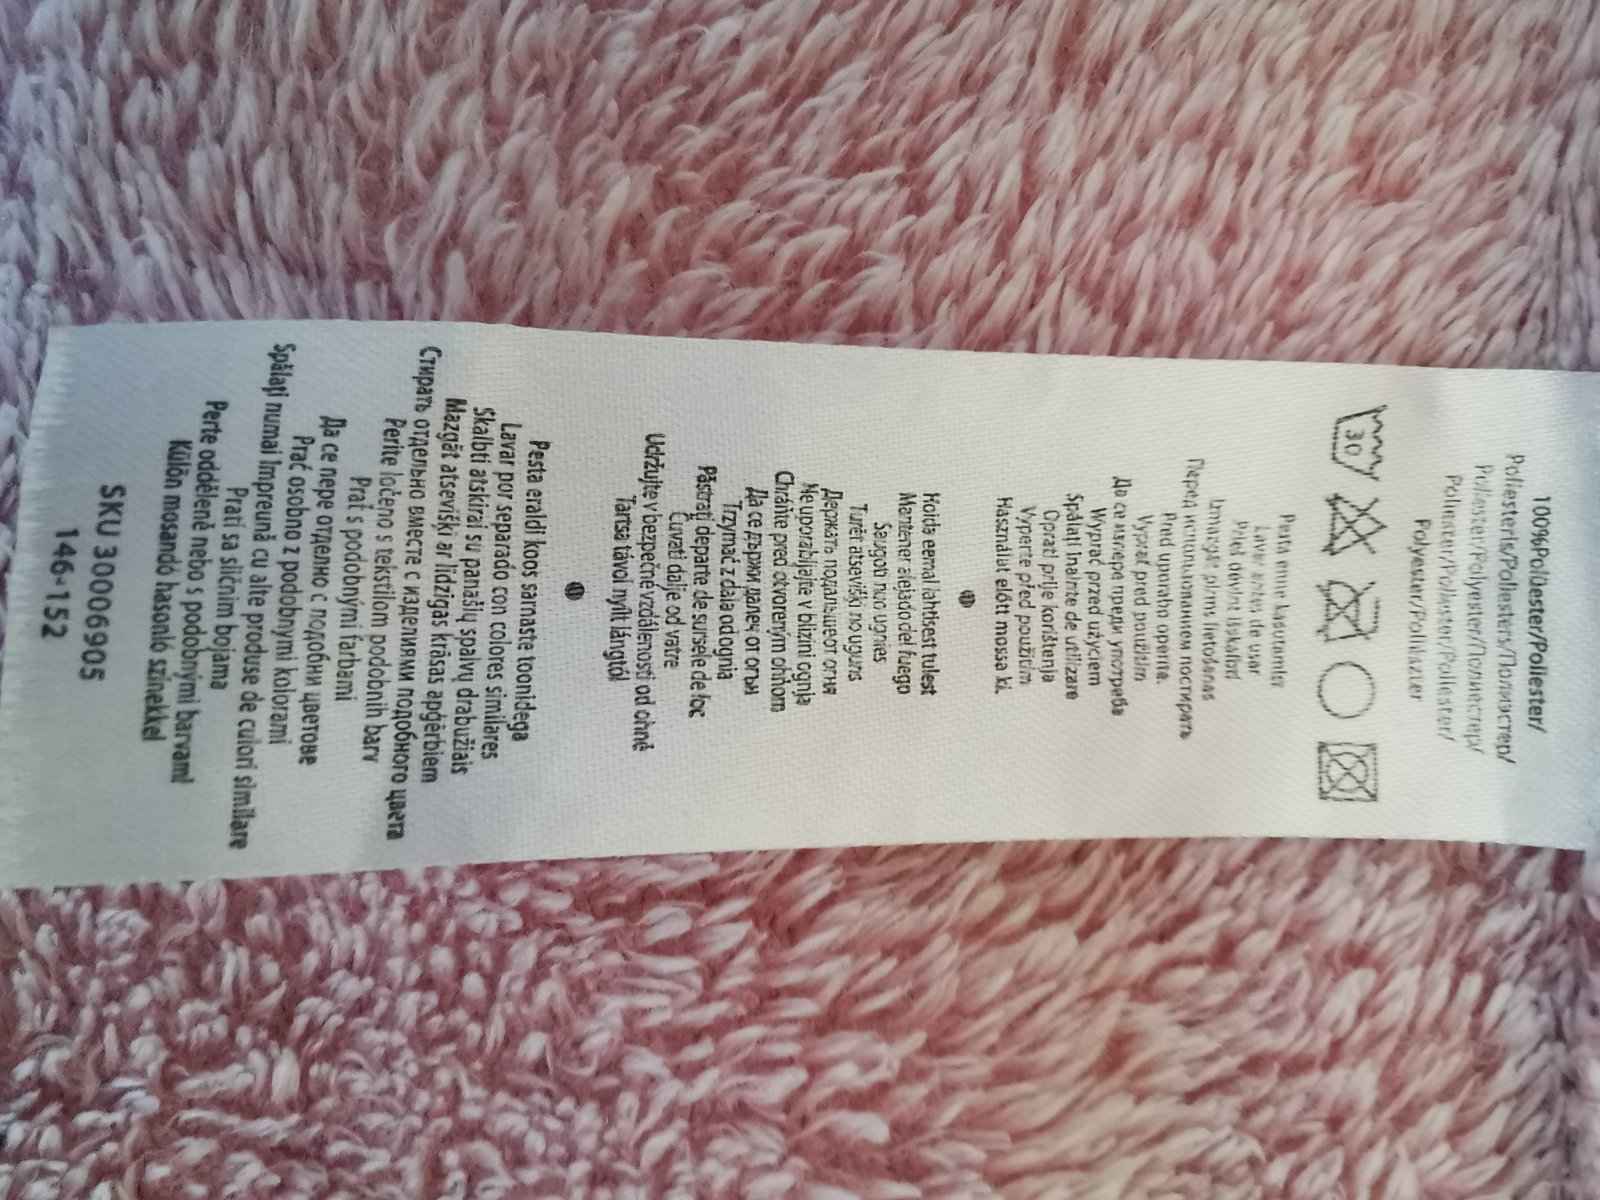 100%Polüester/Poliester/
Poliesteris/Poliesters/Полиэстер/
Poliester/Polyester/Полиестер/
Poliester/Poliuster/Poliester/
Polyester/Poliészter
30
Pesta enne kasutamist
Lavar antes de usar
Prieš dėvint išskalbti
Izmazgāt pirms lietošanas
Перед использованием постирать
Pred uporabo operite.
Vyprať pred použitím
Да се изпере преди употреба
Wyprać przed użyciem
Spălați înainte de utilizare
Oprati prije korištenja
Vyperte před použitím
Használat előtt mossa ki.
Hoida eemal lahtisest tulest
Mantener alejado del fuego
Saugoti nuo ugnies
Turēt atsevišķi no uguns
Держать подальше от огня
Ne uporabljajte v bližini ognja
Chráňte pred otvoreným ohňom
Да се държи далек от огън
Trzymać z dala od ognia
Păstrați departe de sursele de foc
Čuvati dalje od vatre
Udržujte v bezpečné vzdálenosti od ohně
Tartsa távol nyílt lángtól
Pesta eraldi koos sarnaste toonidega
Lavar por separado con colores similares
Skalbti atskirai su panašių spalvų drabužiais
Mazgāt atsevišķi ar līdzīgas krāsas apģērbiem
Стирать отдельно вместе с изделиями подобного цвета
Perite ločeno s tekstilom podobnih barv
Prať s podobnými farbami
Да се пере отделно с подобни цветове
Prać osobno z podobnymi kolorami
Spălați numai împreună cu alte produse de culori similare
Prati sa sličnim bojama
Perte odděleně nebo s podobnými barvami
Külön mosandó hasonló színekkel
SKU 30006905
146-152